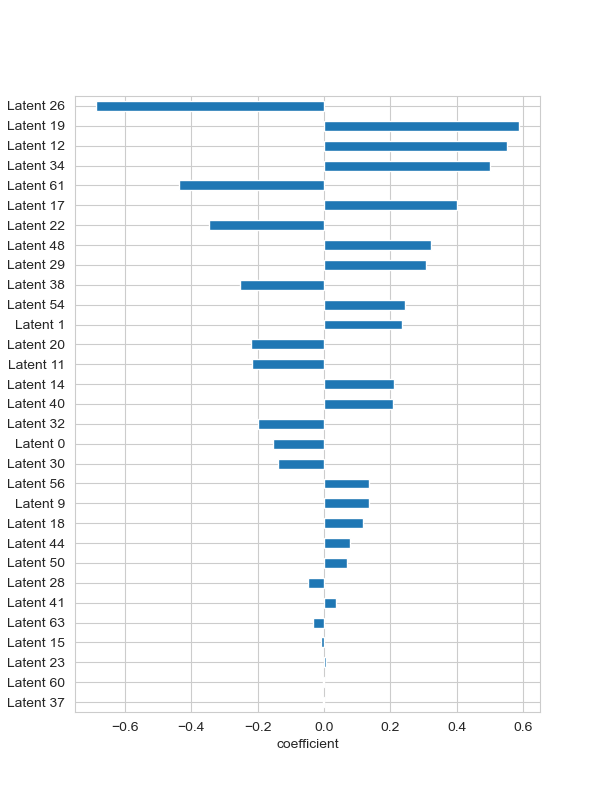 Latent 26
Latent 19
Latent 12
Latent 34
Latent 61
Latent 17
Latent 22
Latent 48
Latent 29
Latent 38
Latent 54
Latent 1
Latent 20
Latent 11
Latent 14
Latent 40
Latent 32
Latent 0
Latent 30
Latent 56
Latent 9
Latent 18
Latent 44
Latent 50
Latent 28
Latent 41
Latent 63
Latent 15
Latent 23
Latent 60
Latent 37
−0.6 −0.4 −0.2 0.0 0.2 0.4 0.6
coefficient